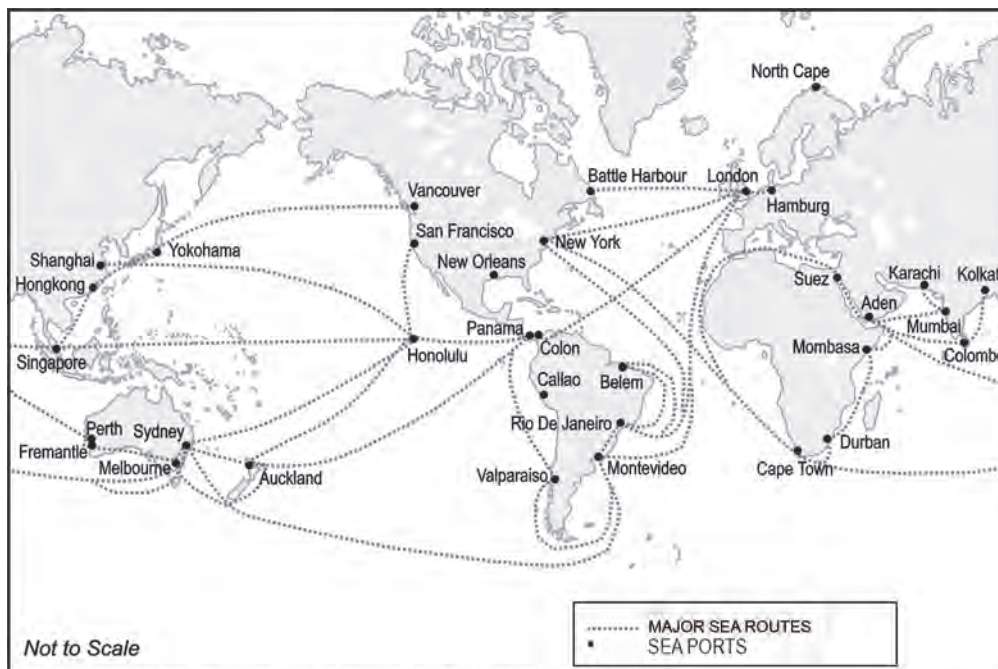 North Cape
Battle Harbour
London
Hamburg
Vancouver
San Francisco
New York
New Orleans
Yokohama
Shanghai
Hongkong
Singapore
Suez
Karachi
Kolkat
Aden
Mumbai
Colombo
Mombasa
Panama
Colon
Honolulu
Callao
Belem
Rio De Janeiro
Perth
Fremantle
Sydney
Melbourne
Auckland
Valparaiso
Montevideo
Durban
Cape Town
MAJOR SEA ROUTES
SEA PORTS
Not to Scale